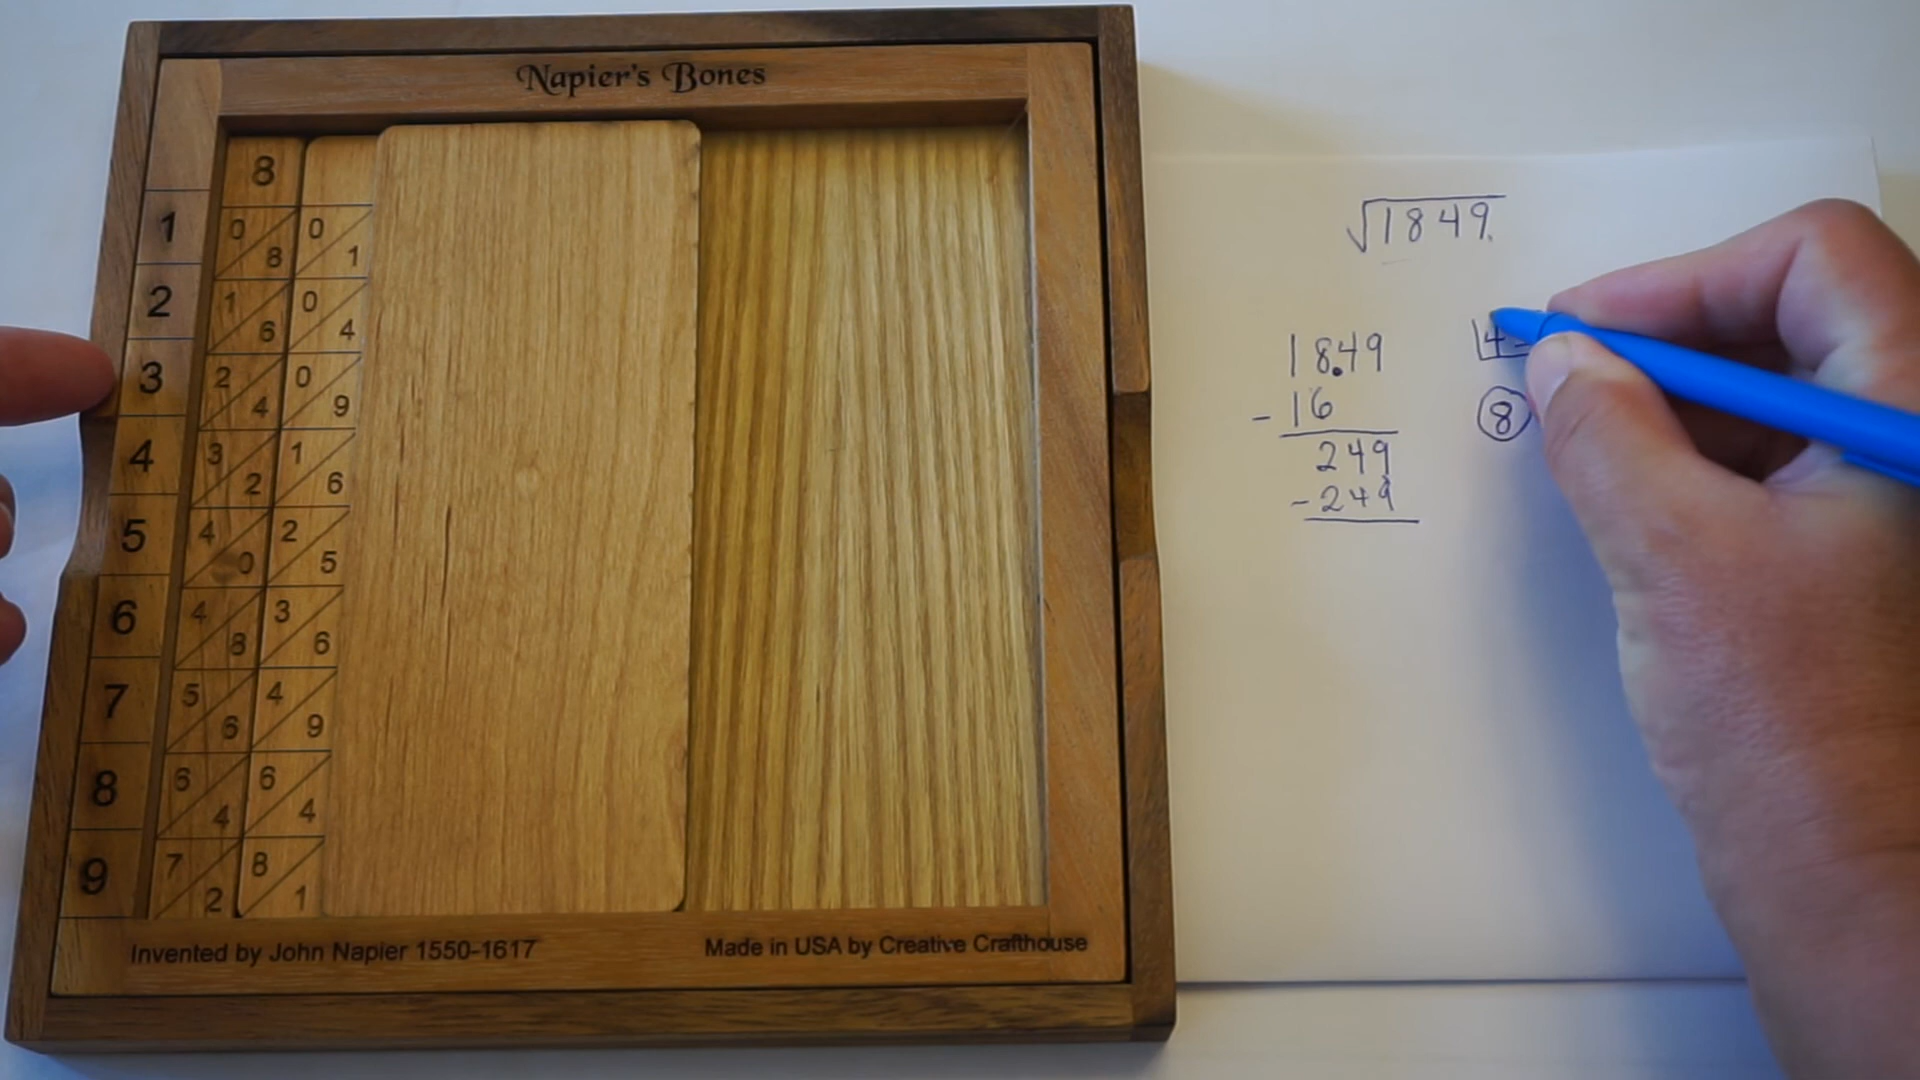 Napier's Bones
8
1 0 8 0 1
2 1 6 0 4
3 2 4 0 9
4 3 2 1 6
5 4 0 2 5
6 4 8 3 6
7 5 6 4 9
8 6 4 6 4
9 7 2 8 1
Invented by John Napier 1550-1617
Made in USA by Creative Crafthouse
√1849.
18.49
- 16
249
- 249
4
8